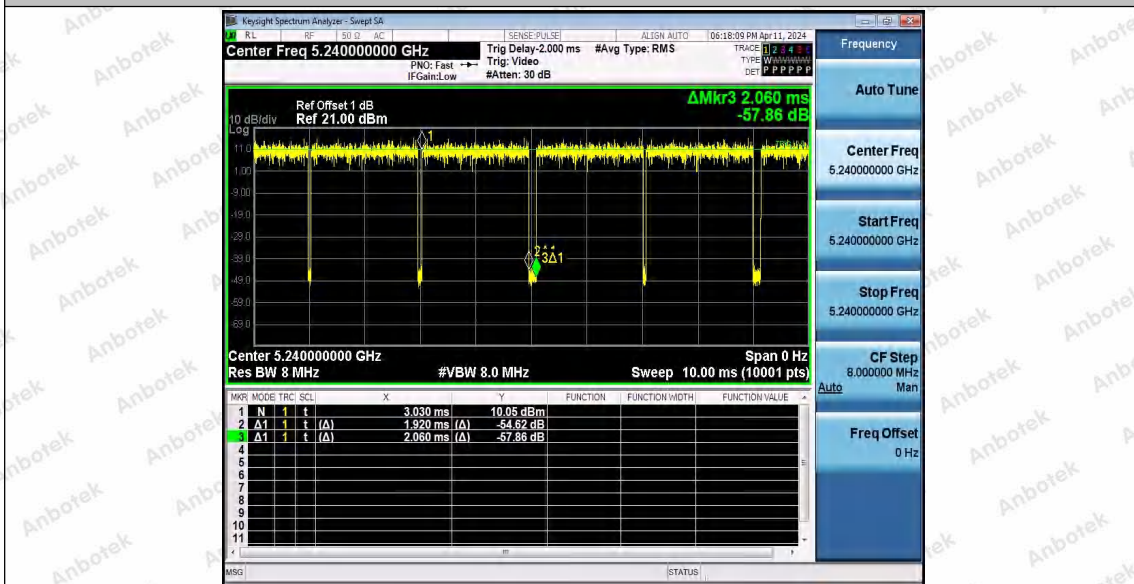 Keysight Spectrum Analyzer - Swept SA
RL RF 50 Ω AC SENSE:PULSE ALIGN AUTO 06:18:09 PM Apr 11, 2024
Center Freq 5.240000000 GHz
PNO: Fast
IFGain:Low
Trig Delay-2.000 ms
Trig: Video
#Atten: 30 dB
#Avg Type: RMS
TRACE 1 2 3 4 5 6
TYPE WWWWWW
DET P P P P P P
Ref Offset 1 dB
10 dB/div Ref 21.00 dBm
Log
ΔMkr3 2.060 ms
-57.86 dB
11.0
1.00
-9.00
-19.0
-29.0
-39.0
-49.0
-59.0
-69.0
1
3Δ1
Center 5.240000000 GHz Span 0 Hz
Res BW 8 MHz #VBW 8.0 MHz Sweep 10.00 ms (10001 pts)
MKR MODE TRC SCL X Y FUNCTION FUNCTION WIDTH FUNCTION VALUE
1 N 1 t 3.030 ms 10.05 dBm
2 Δ1 1 t (Δ) 1.920 ms (Δ) -54.62 dB
3 Δ1 1 t (Δ) 2.060 ms (Δ) -57.86 dB
4
5
6
7
8
9
10
11
MSG STATUS
Frequency
Auto Tune
Center Freq
5.240000000 GHz
Start Freq
5.240000000 GHz
Stop Freq
5.240000000 GHz
CF Step
8.000000 MHz
Auto Man
Freq Offset
0 Hz
Anbotek